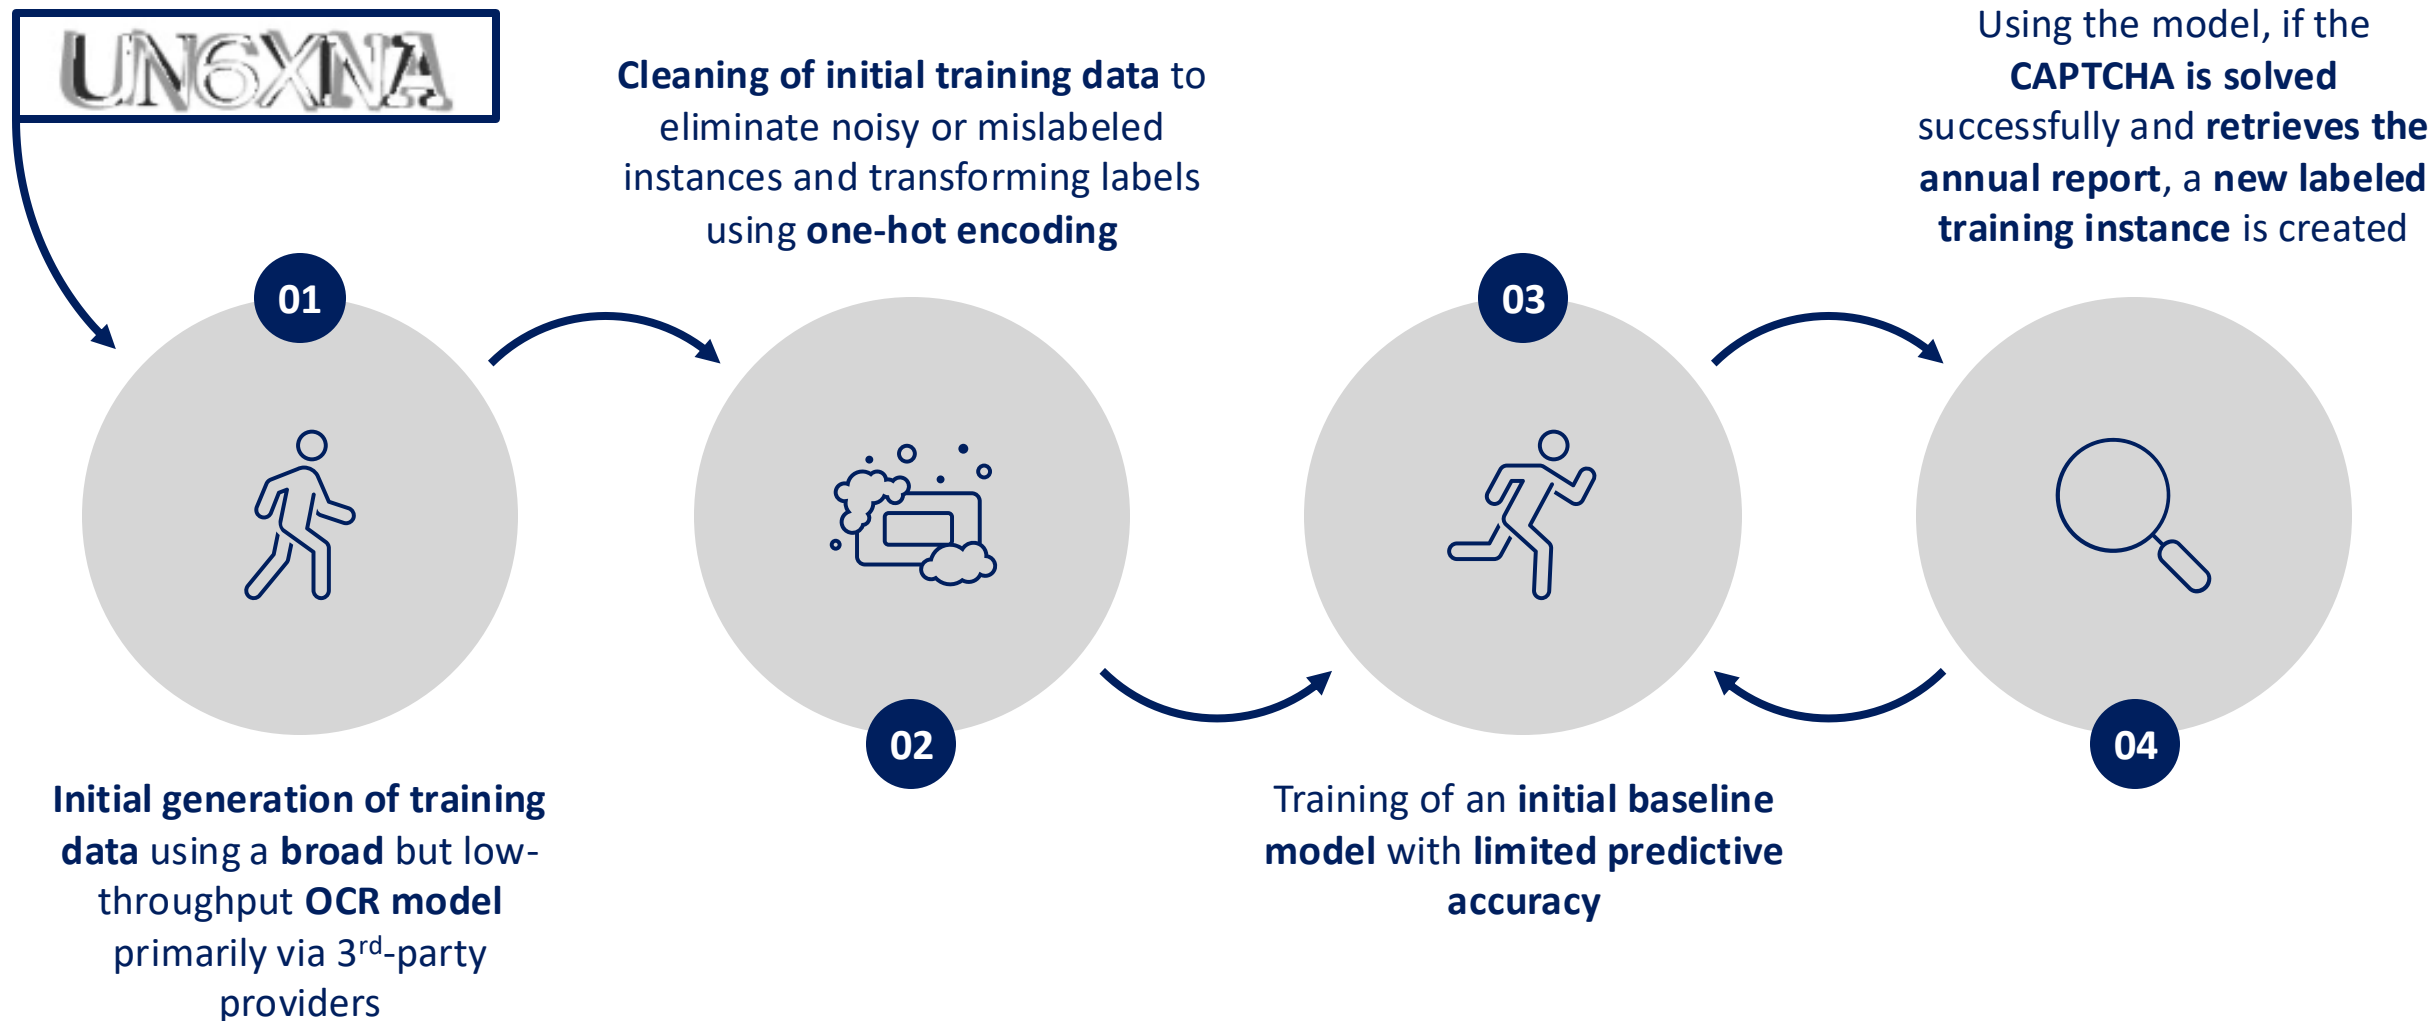 UN6XNA
01
Initial generation of training
data using a broad but low-
throughput OCR model
primarily via 3rd-party
providers
Cleaning of initial training data to
eliminate noisy or mislabeled
instances and transforming labels
using one-hot encoding
02
03
Training of an initial baseline
model with limited predictive
accuracy
Using the model, if the
CAPTCHA is solved
successfully and retrieves the
annual report, a new labeled
training instance is created
04